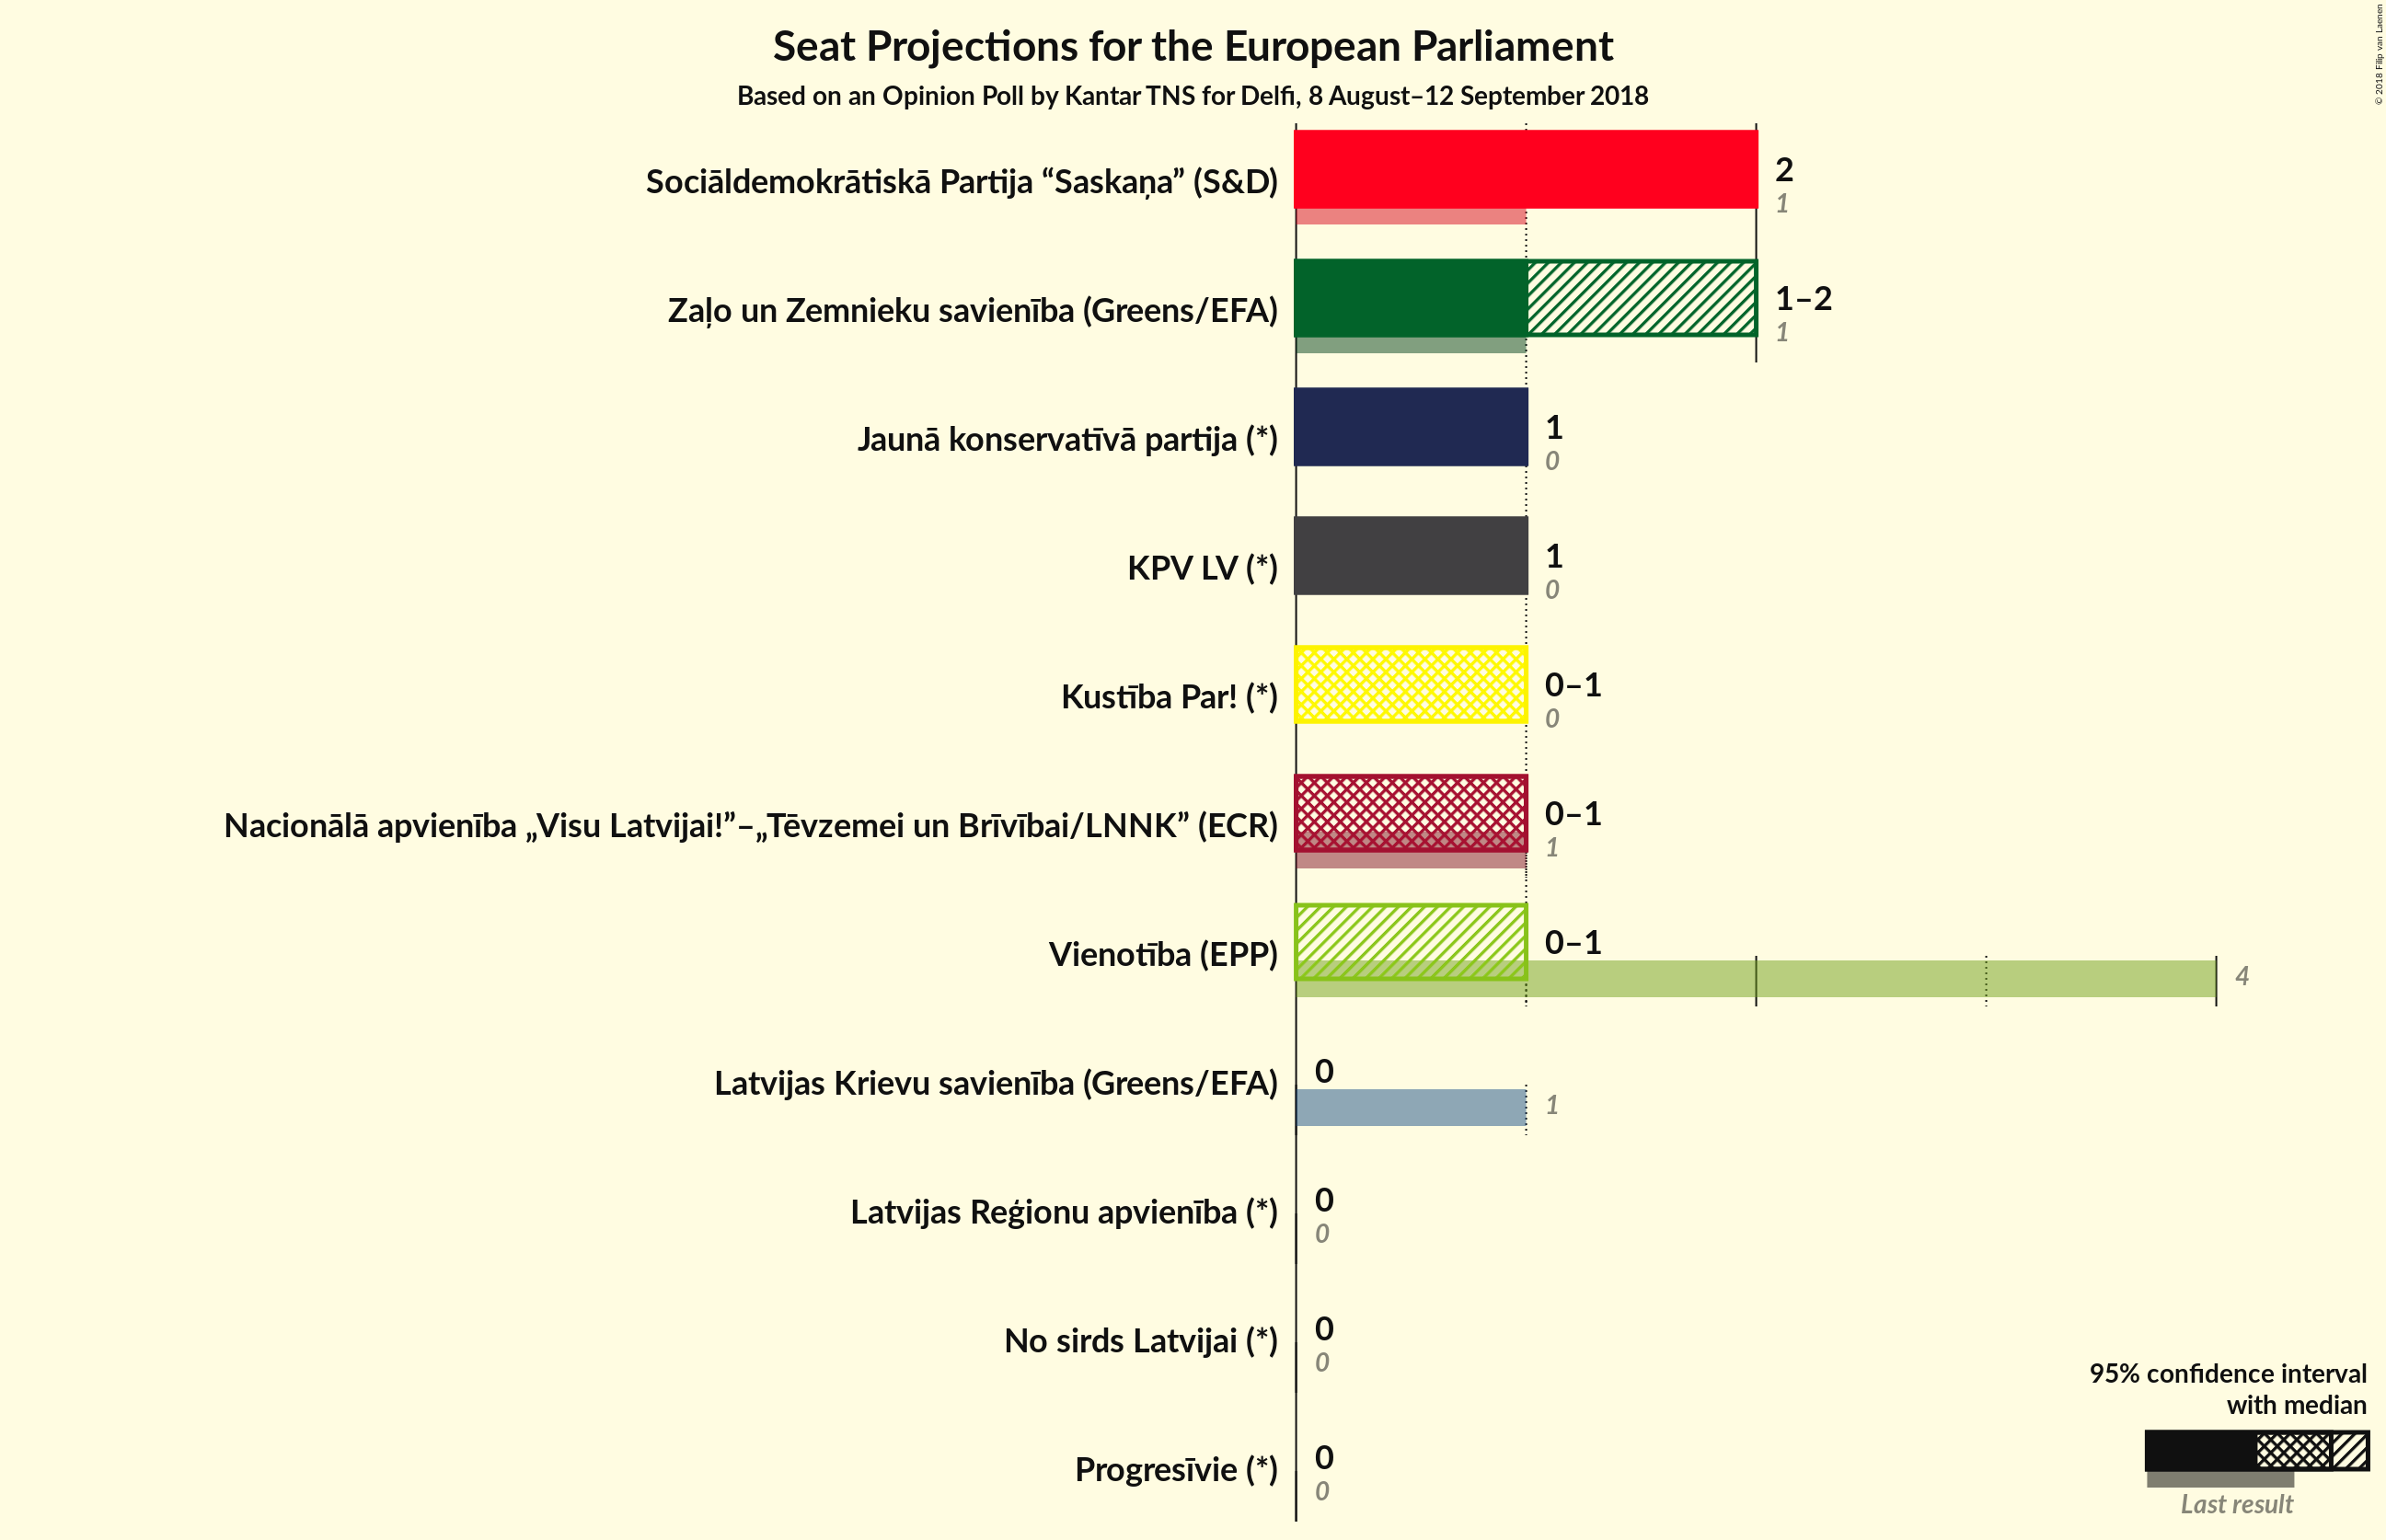 Seat Projections for the European Parliament
Based on an Opinion Poll by Kantar TNS for Delfi, 8 August–12 September 2018
© 2018 Filip van Laenen
Sociāldemokrātiskā Partija “Saskaņa” (S&D)
2
1
Zaļo un Zemnieku savienība (Greens/EFA)
1–2
1
Jaunā konservatīvā partija (*)
1
0
KPV LV (*)
1
0
Kustība Par! (*)
0–1
0
Nacionālā apvienība „Visu Latvijai!”–„Tēvzemei un Brīvībai/LNNK” (ECR)
0–1
1
Vienotība (EPP)
0–1
4
Latvijas Krievu savienība (Greens/EFA)
0
1
Latvijas Reģionu apvienība (*)
0
0
No sirds Latvijai (*)
0
0
Progresīvie (*)
0
0
95% confidence interval
with median
Last result